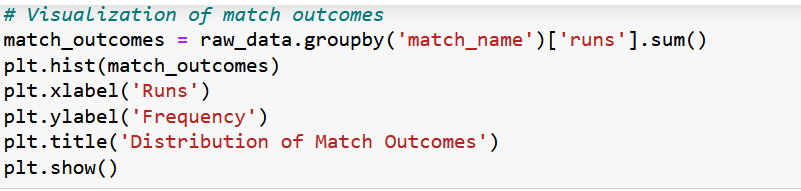 # Visualization of match outcomes
match_outcomes = raw_data.groupby('match_name')['runs'].sum()
plt.hist(match_outcomes)
plt.xlabel('Runs')
plt.ylabel('Frequency')
plt.title('Distribution of Match Outcomes')
plt.show()